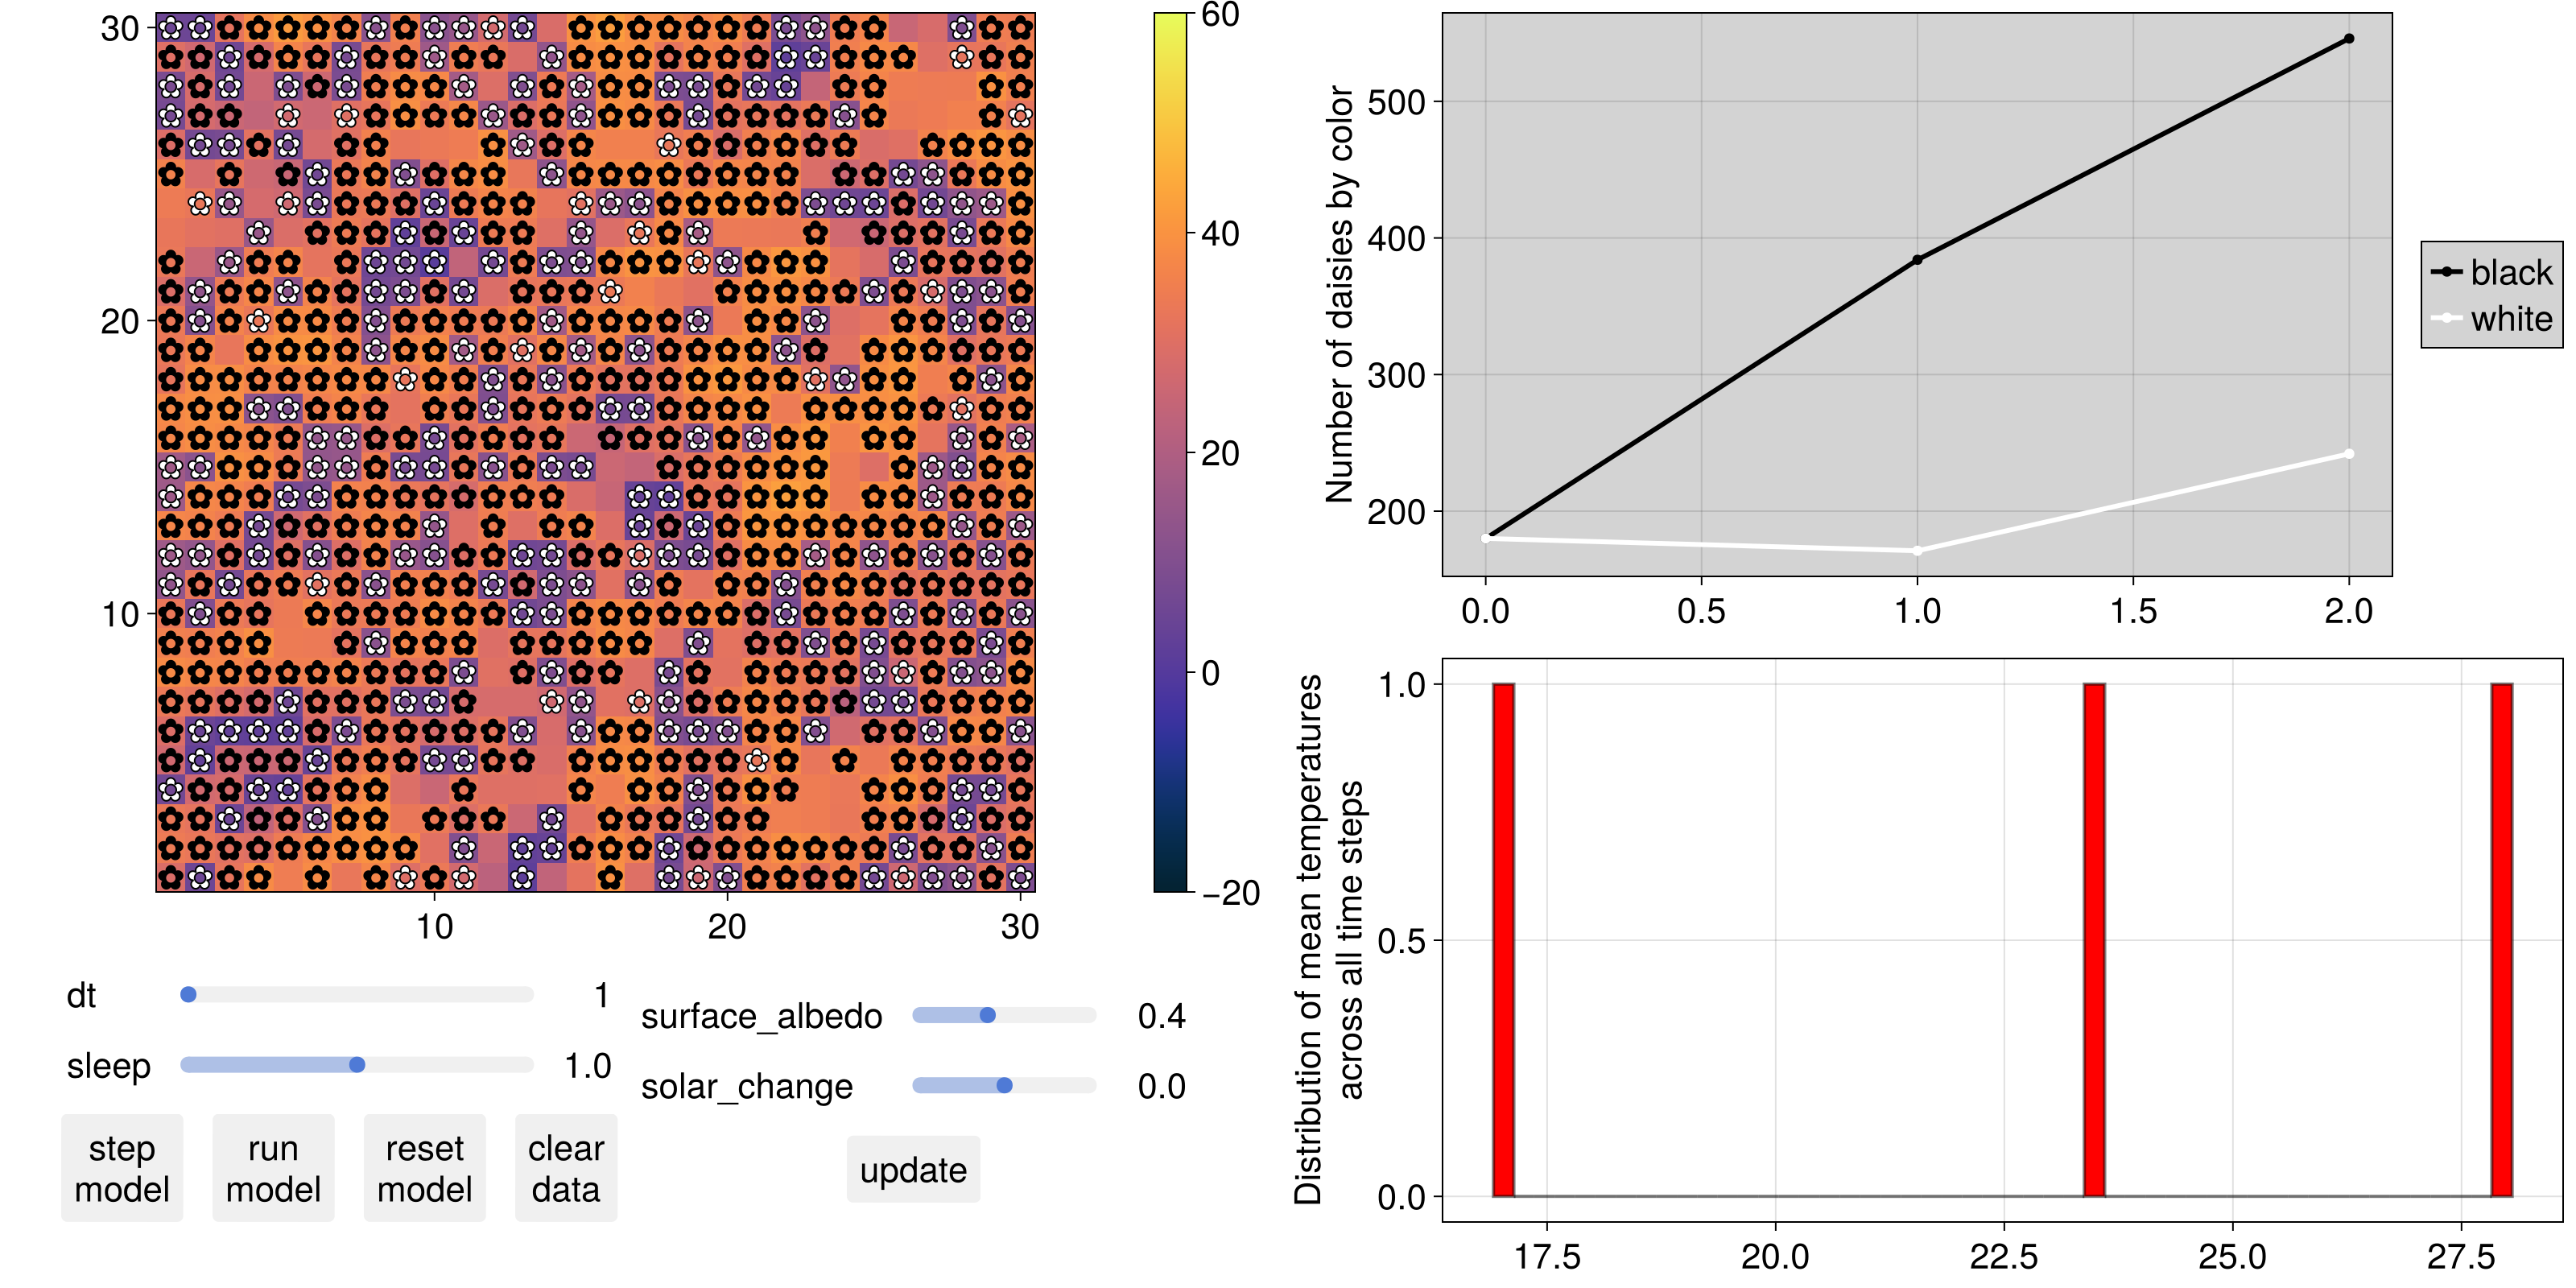 30
20
10
10
20
30
60
40
20
0
−20
Number of daisies by color
500
400
300
200
0.0
0.5
1.0
1.5
2.0
black
white
Distribution of mean temperatures
across all time steps
1.0
0.5
0.0
17.5
20.0
22.5
25.0
27.5
dt
1
sleep
1.0
surface_albedo
0.4
solar_change
0.0
step
model
run
model
reset
model
clear
data
update